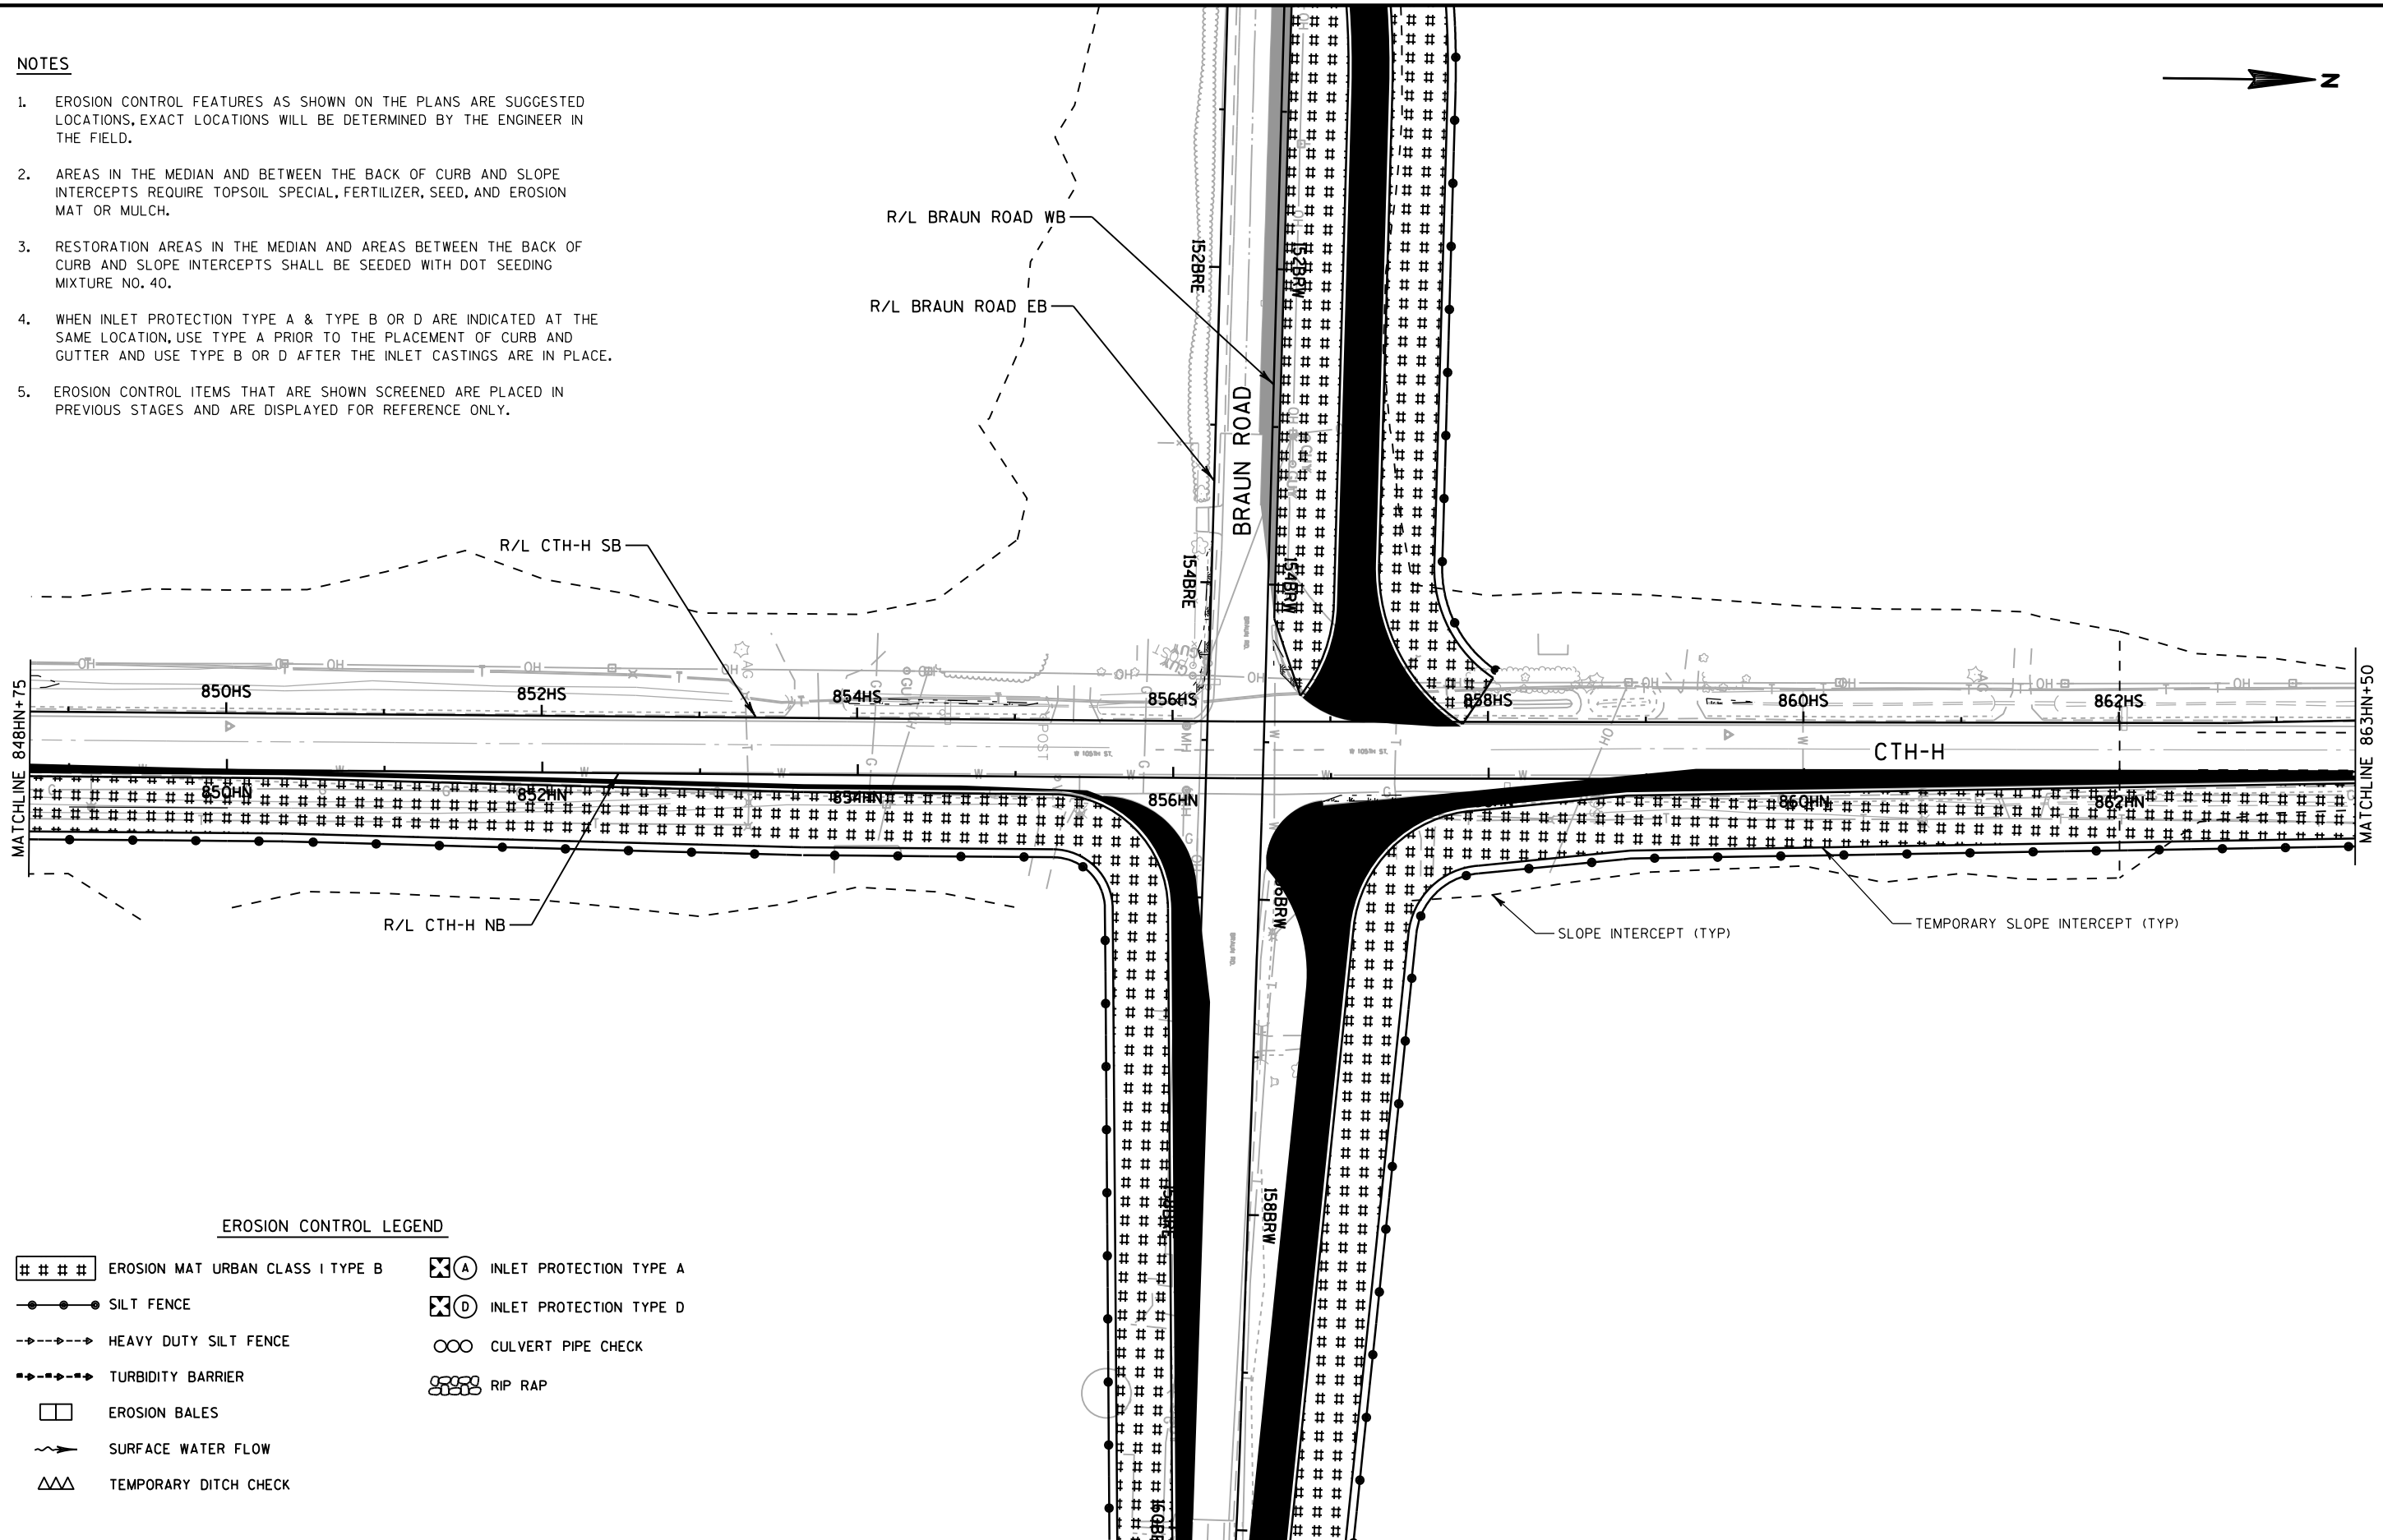 NOTES
1. EROSION CONTROL FEATURES AS SHOWN ON THE PLANS ARE SUGGESTED
LOCATIONS, EXACT LOCATIONS WILL BE DETERMINED BY THE ENGINEER IN
THE FIELD.
2. AREAS IN THE MEDIAN AND BETWEEN THE BACK OF CURB AND SLOPE
INTERCEPTS REQUIRE TOPSOIL SPECIAL, FERTILIZER, SEED, AND EROSION
MAT OR MULCH.
3. RESTORATION AREAS IN THE MEDIAN AND AREAS BETWEEN THE BACK OF
CURB AND SLOPE INTERCEPTS SHALL BE SEEDED WITH DOT SEEDING
MIXTURE NO. 40.
4. WHEN INLET PROTECTION TYPE A & TYPE B OR D ARE INDICATED AT THE
SAME LOCATION, USE TYPE A PRIOR TO THE PLACEMENT OF CURB AND
GUTTER AND USE TYPE B OR D AFTER THE INLET CASTINGS ARE IN PLACE.
5. EROSION CONTROL ITEMS THAT ARE SHOWN SCREENED ARE PLACED IN
PREVIOUS STAGES AND ARE DISPLAYED FOR REFERENCE ONLY.
N
R/L BRAUN ROAD WB
R/L BRAUN ROAD EB
152BRE
152BRW
BRAUN ROAD
154BRE
154BRW
R/L CTH-H SB
850HS
852HS
854HS
856HS
858HS
860HS
862HS
MATCHLINE 848HN+75
MATCHLINE 863HN+50
CTH-H
850HN
852HN
854HN
856HN
860HN
862HN
R/L CTH-H NB
SLOPE INTERCEPT (TYP)
TEMPORARY SLOPE INTERCEPT (TYP)
158BRE
158BRW
EROSION CONTROL LEGEND
EROSION MAT URBAN CLASS I TYPE B
SILT FENCE
HEAVY DUTY SILT FENCE
TURBIDITY BARRIER
EROSION BALES
SURFACE WATER FLOW
TEMPORARY DITCH CHECK
A INLET PROTECTION TYPE A
D INLET PROTECTION TYPE D
CULVERT PIPE CHECK
RIP RAP